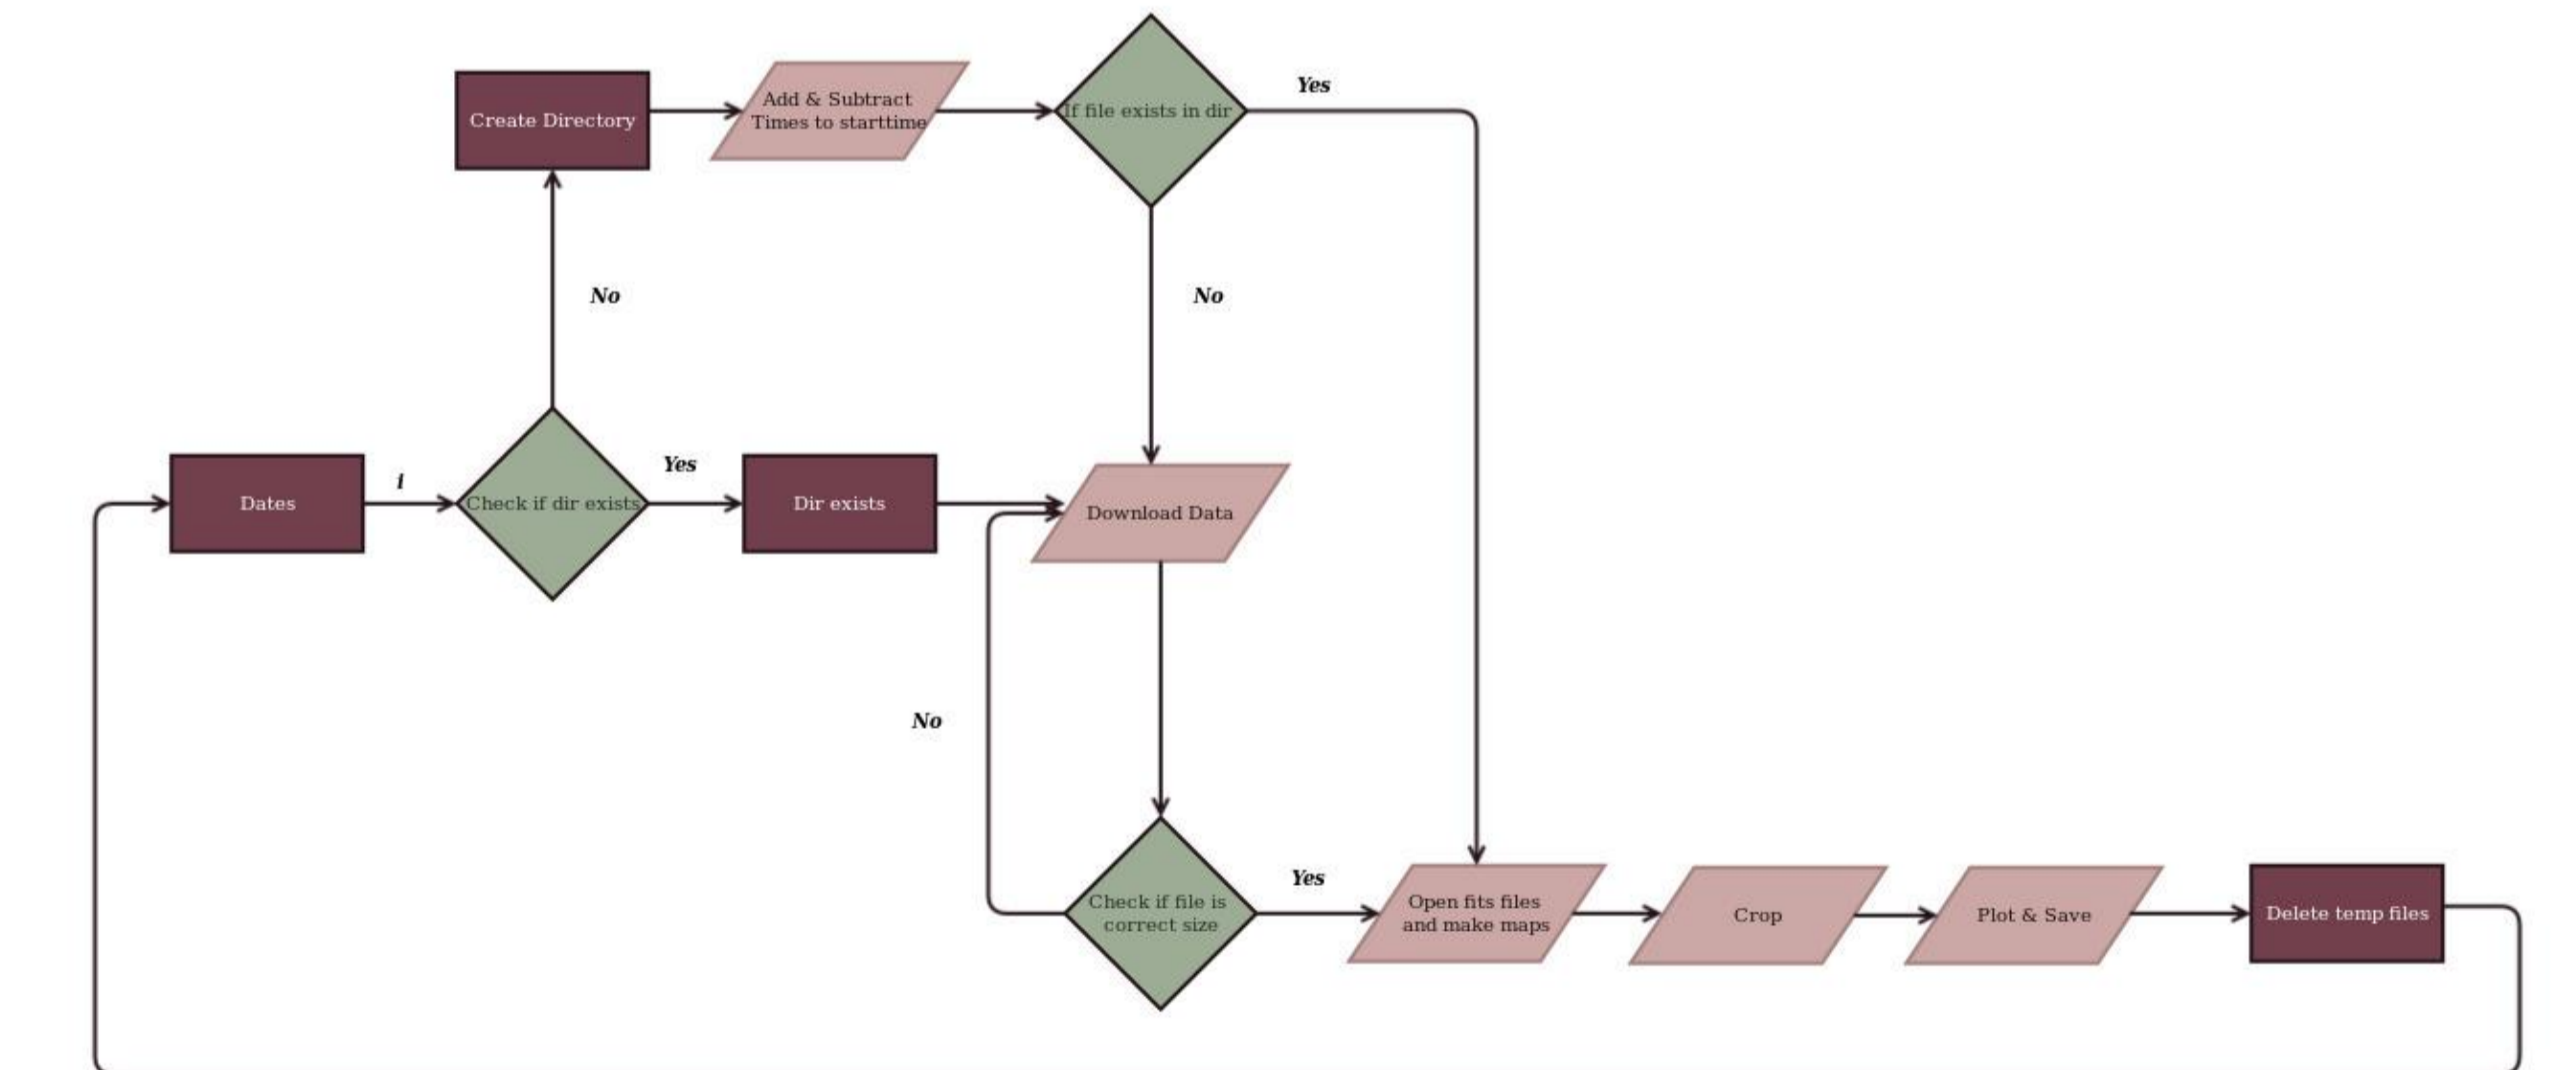 Yes
Create Directory
Add & Subtract
Times to starttime
If file exists in dir
No
No
Dates
i
Check if dir exists
Yes
Dir exists
Download Data
No
Check if file is
correct size
Yes
Open fits files
and make maps
Crop
Plot & Save
Delete temp files